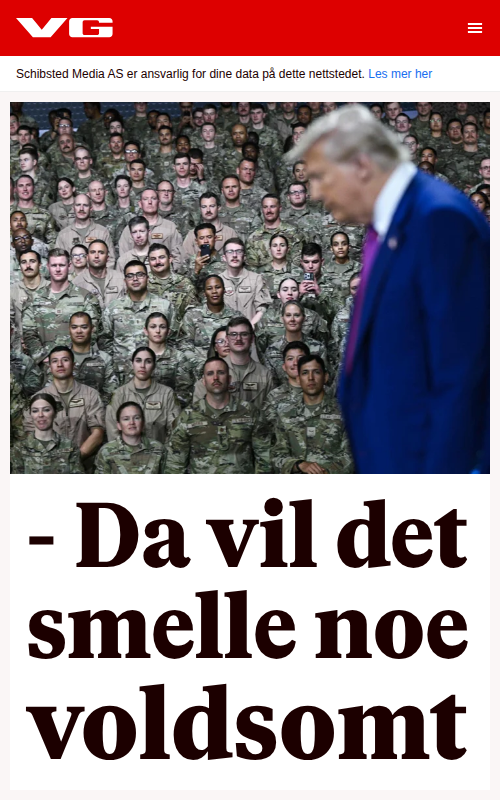 VG
Schibsted Media AS er ansvarlig for dine data på dette nettstedet. Les mer her
- Da vil det
smelle noe
voldsomt